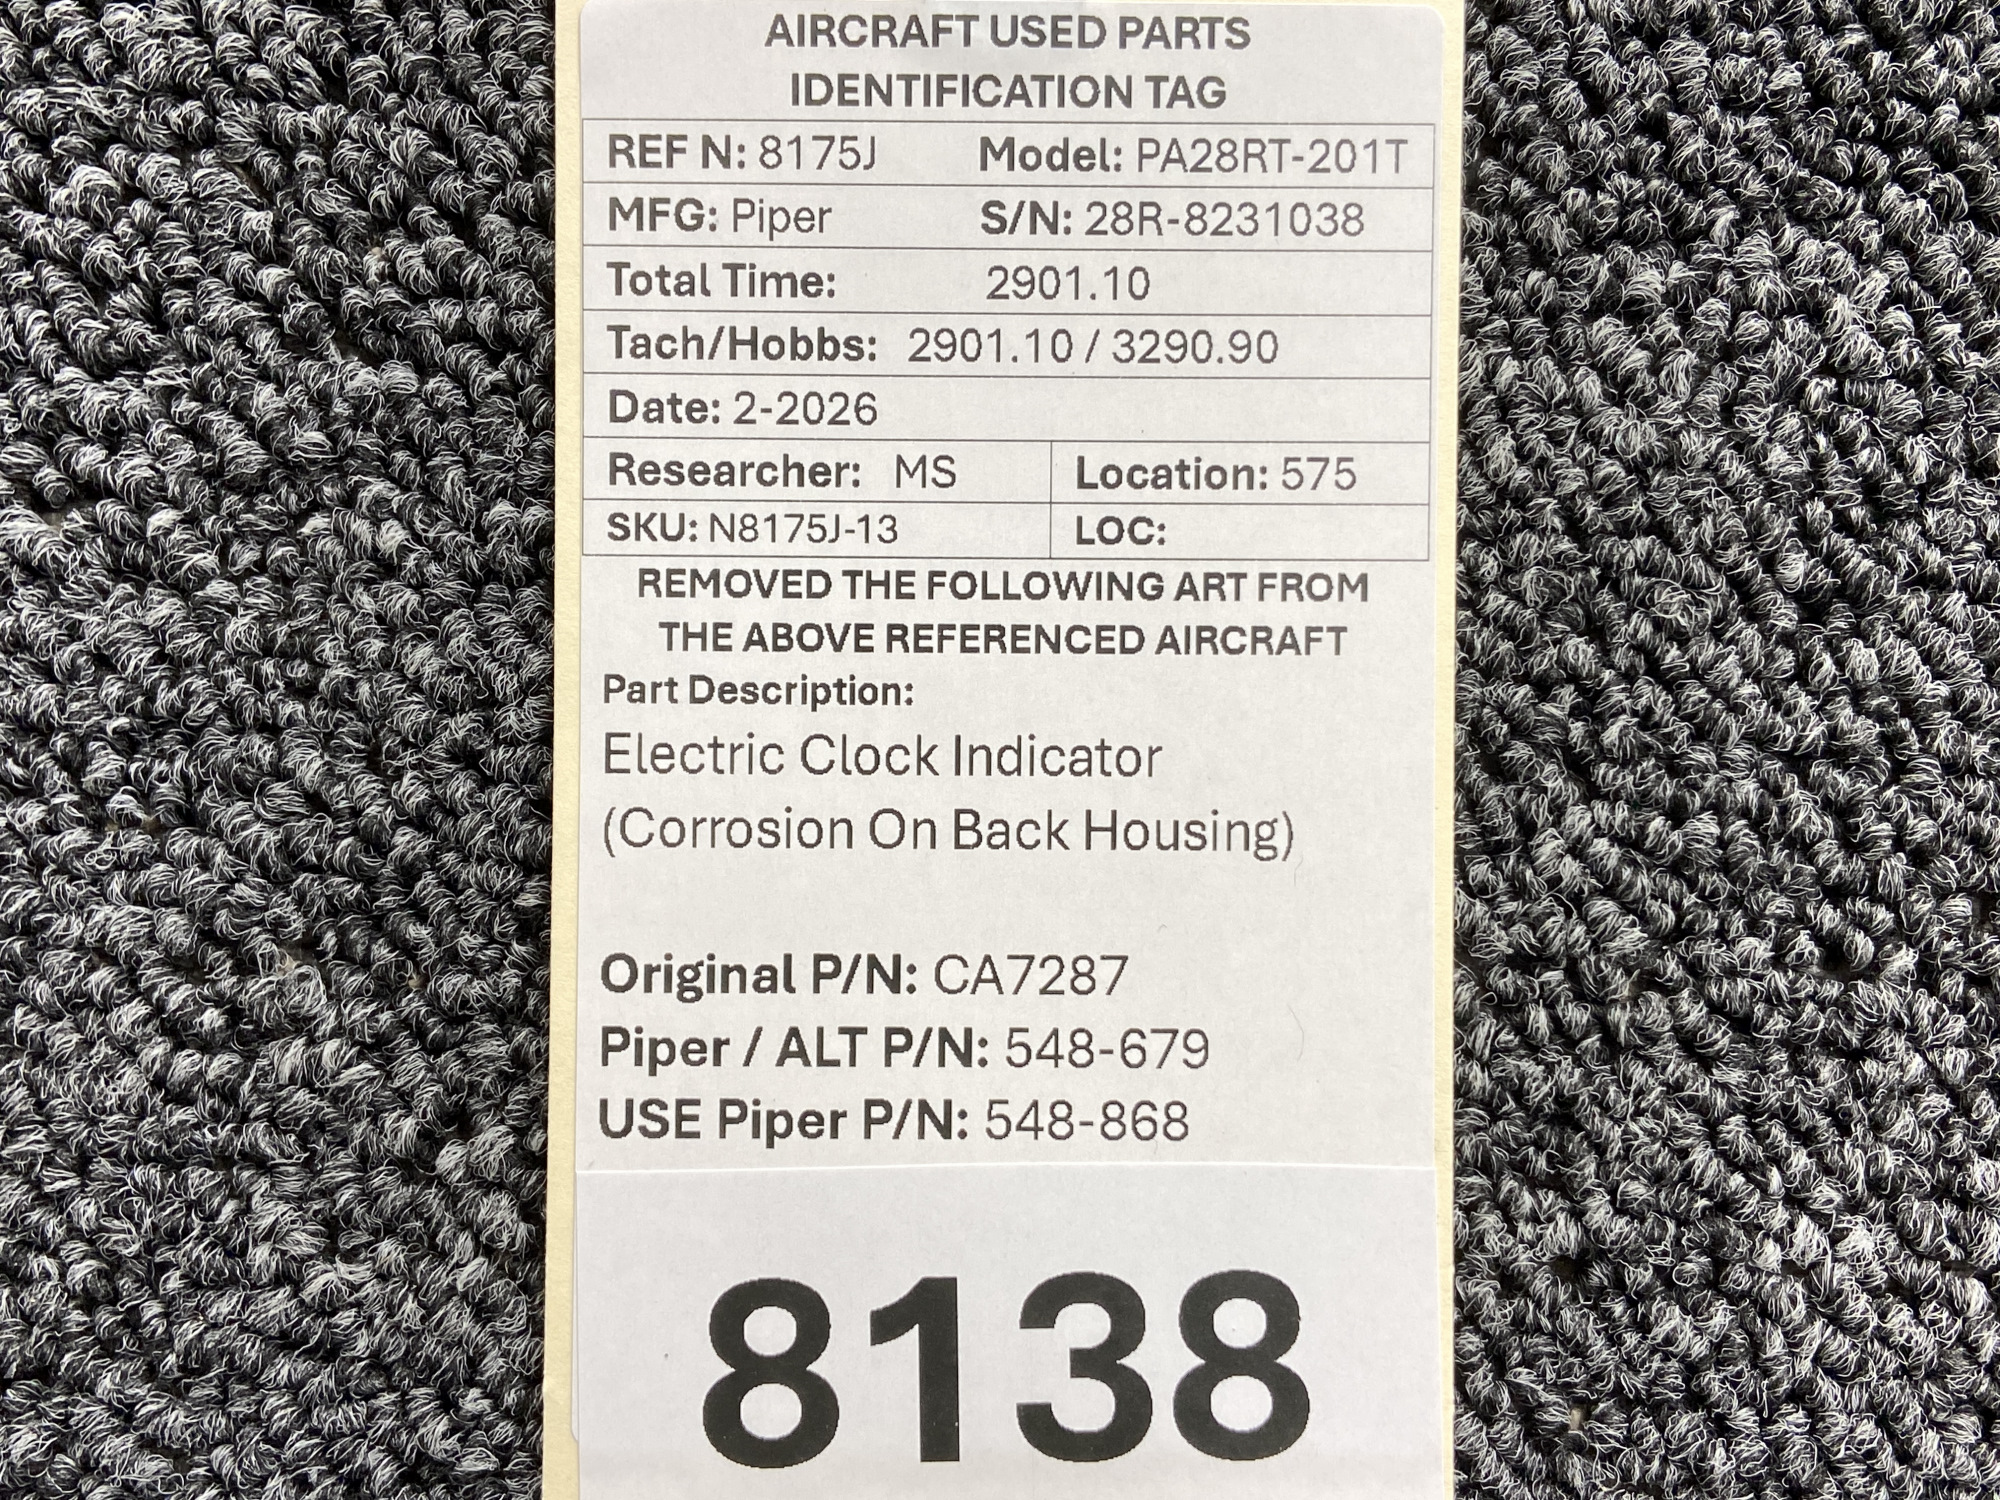 AIRCRAFT USED PARTS
IDENTIFICATION TAG
REF N: 8175J Model: PA28RT-201T
MFG: Piper S/N: 28R-8231038
Total Time: 2901.10
Tach/Hobbs: 2901.10 / 3290.90
Date: 2-2026
Researcher: MS Location: 575
SKU: N8175J-13 LOC:
REMOVED THE FOLLOWING ART FROM
THE ABOVE REFERENCED AIRCRAFT
Part Description:
Electric Clock Indicator
(Corrosion On Back Housing)
Original P/N: CA7287
Piper / ALT P/N: 548-679
USE Piper P/N: 548-868
8138